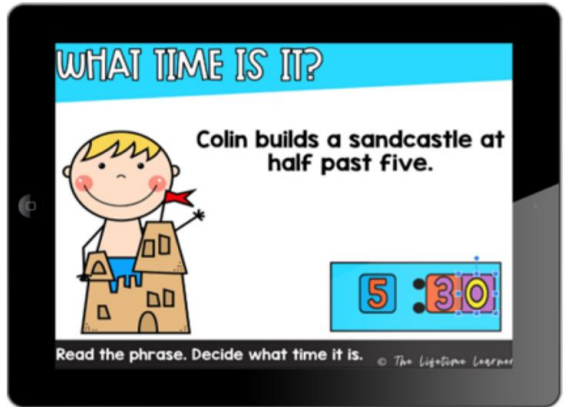 WHAT TIME IS IT?
Colin builds a sandcastle at
half past five.
5:30
Read the phrase. Decide what time it is.
© The Lifetime Learner